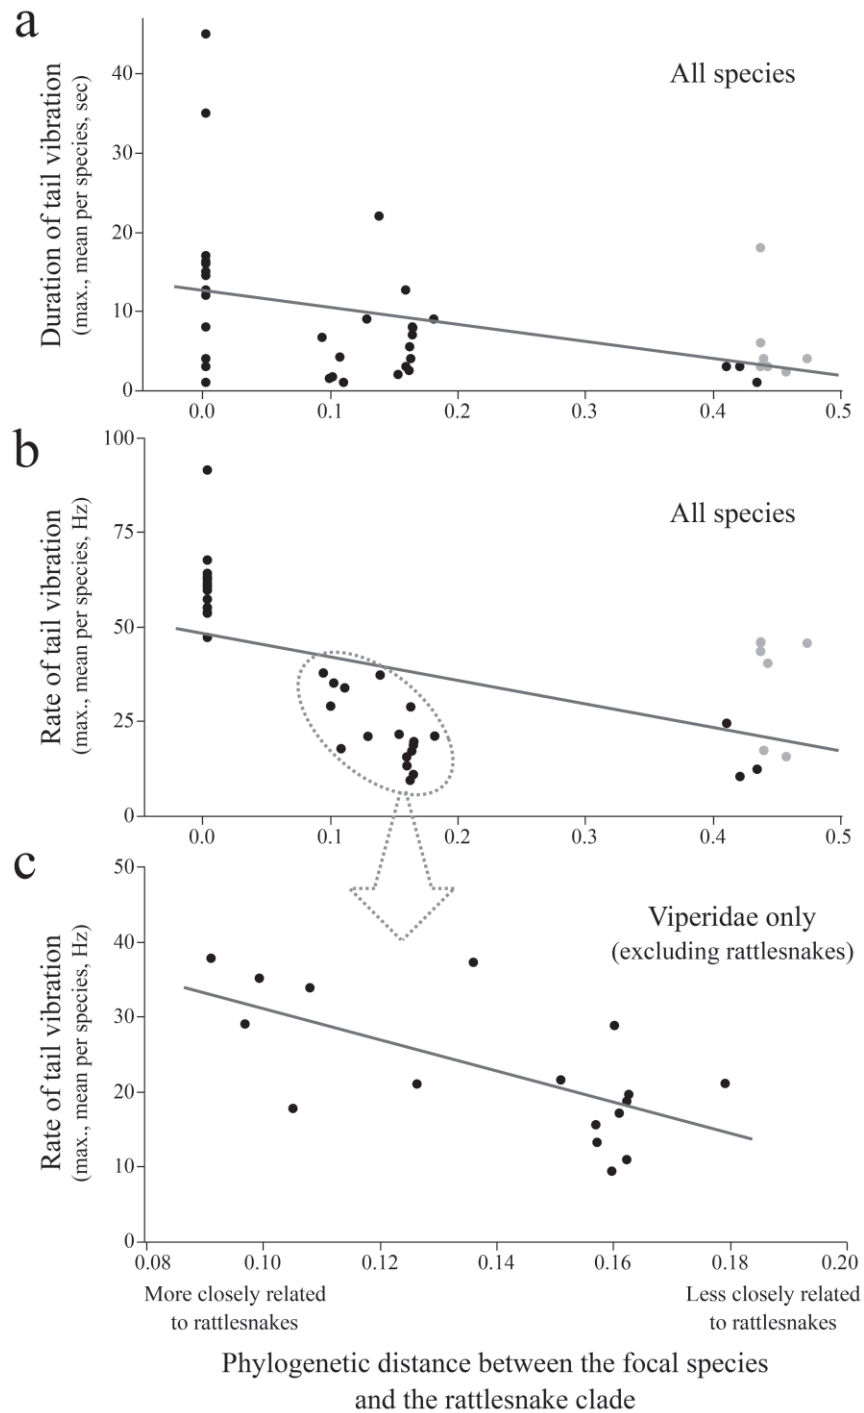 a
Duration of tail vibration
(max., mean per species, sec)
All species
40
30
20
10
0
0.0 0.1 0.2 0.3 0.4 0.5
b
Rate of tail vibration
(max., mean per species, Hz)
All species
100
75
50
25
0
0.0 0.1 0.2 0.3 0.4 0.5
c
Rate of tail vibration
(max., mean per species, Hz)
Viperidae only
(excluding rattlesnakes)
50
40
30
20
10
0
0.08 0.10 0.12 0.14 0.16 0.18 0.20
More closely related
to rattlesnakes
Less closely related
to rattlesnakes
Phylogenetic distance between the focal species
and the rattlesnake clade